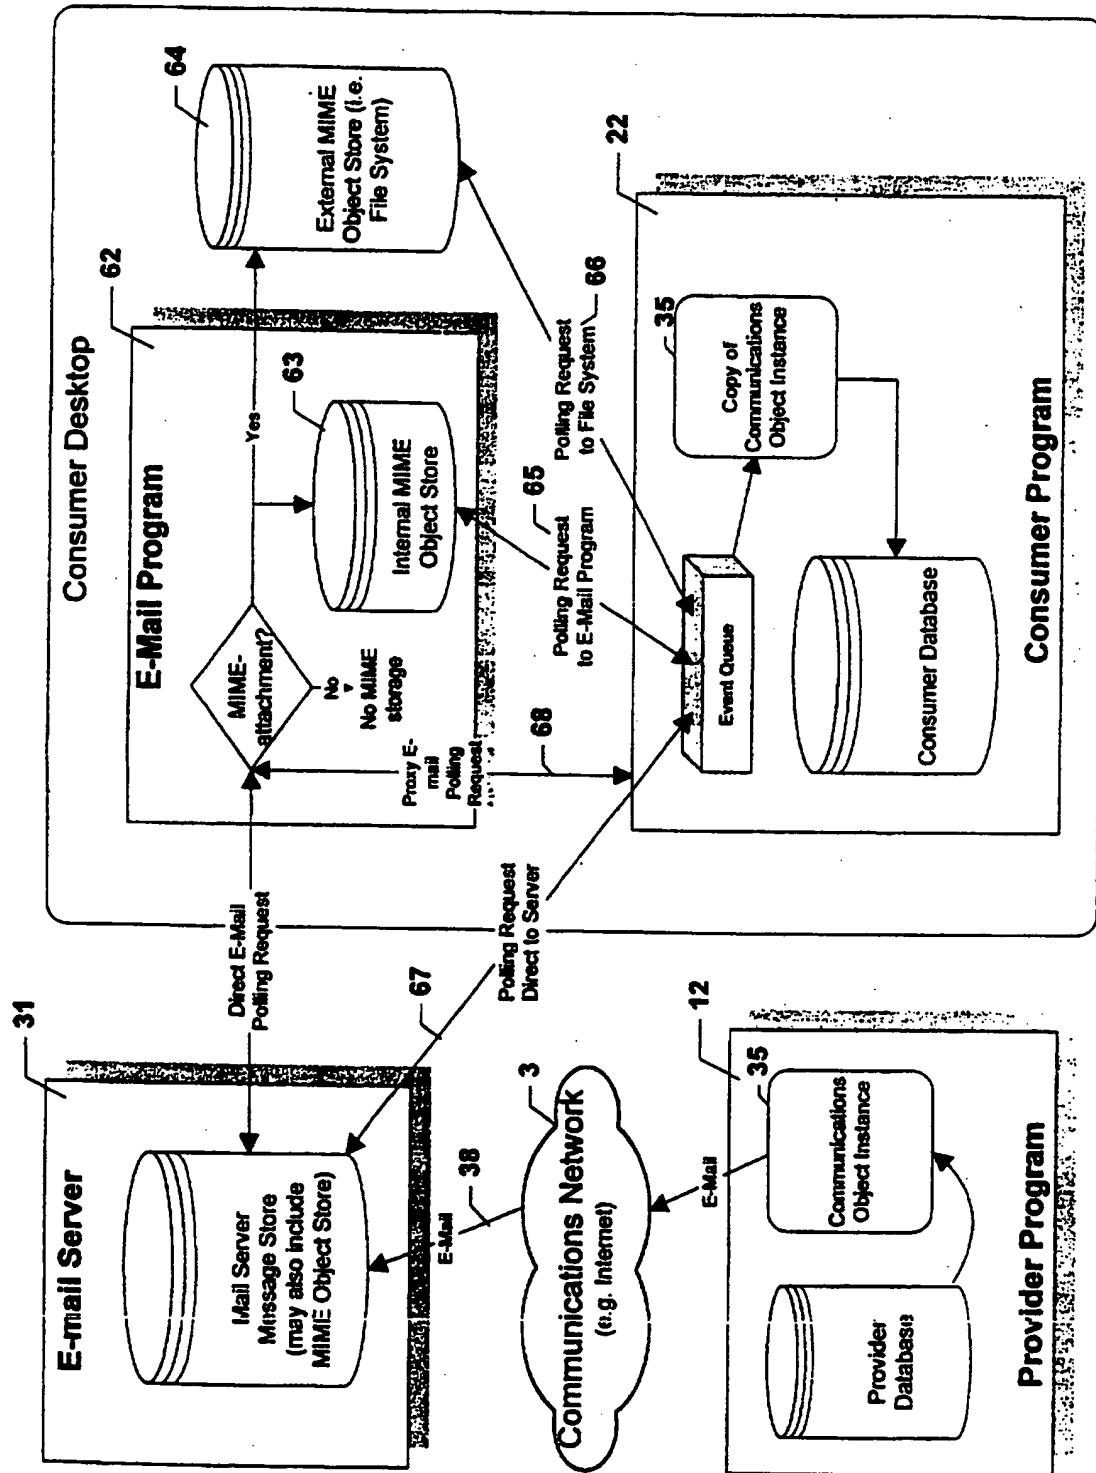 E-mail Server
31
Mail Server
Message Store
(may also include
MIME Object Store)
Direct E-Mail
Polling Request
67
Polling Request
Direct to Server
E-Mail
38
3
Communications Network
(e.g. Internet)
E-Mail
12
35
Communications
Object Instance
Provider
Database
Provider Program
Consumer Desktop
E-Mail Program
62
MIME-
attachment?
Yes
No
No MIME
storage
63
Internal MIME
Object Store
64
External MIME
Object Store (i.e.
File System)
Proxy E-
mail
Polling
Request
68
65
Polling Request
to E-Mail Program
66
Polling Request
to File System
22
Event Queue
35
Copy of
Communications
Object Instance
Consumer Database
Consumer Program